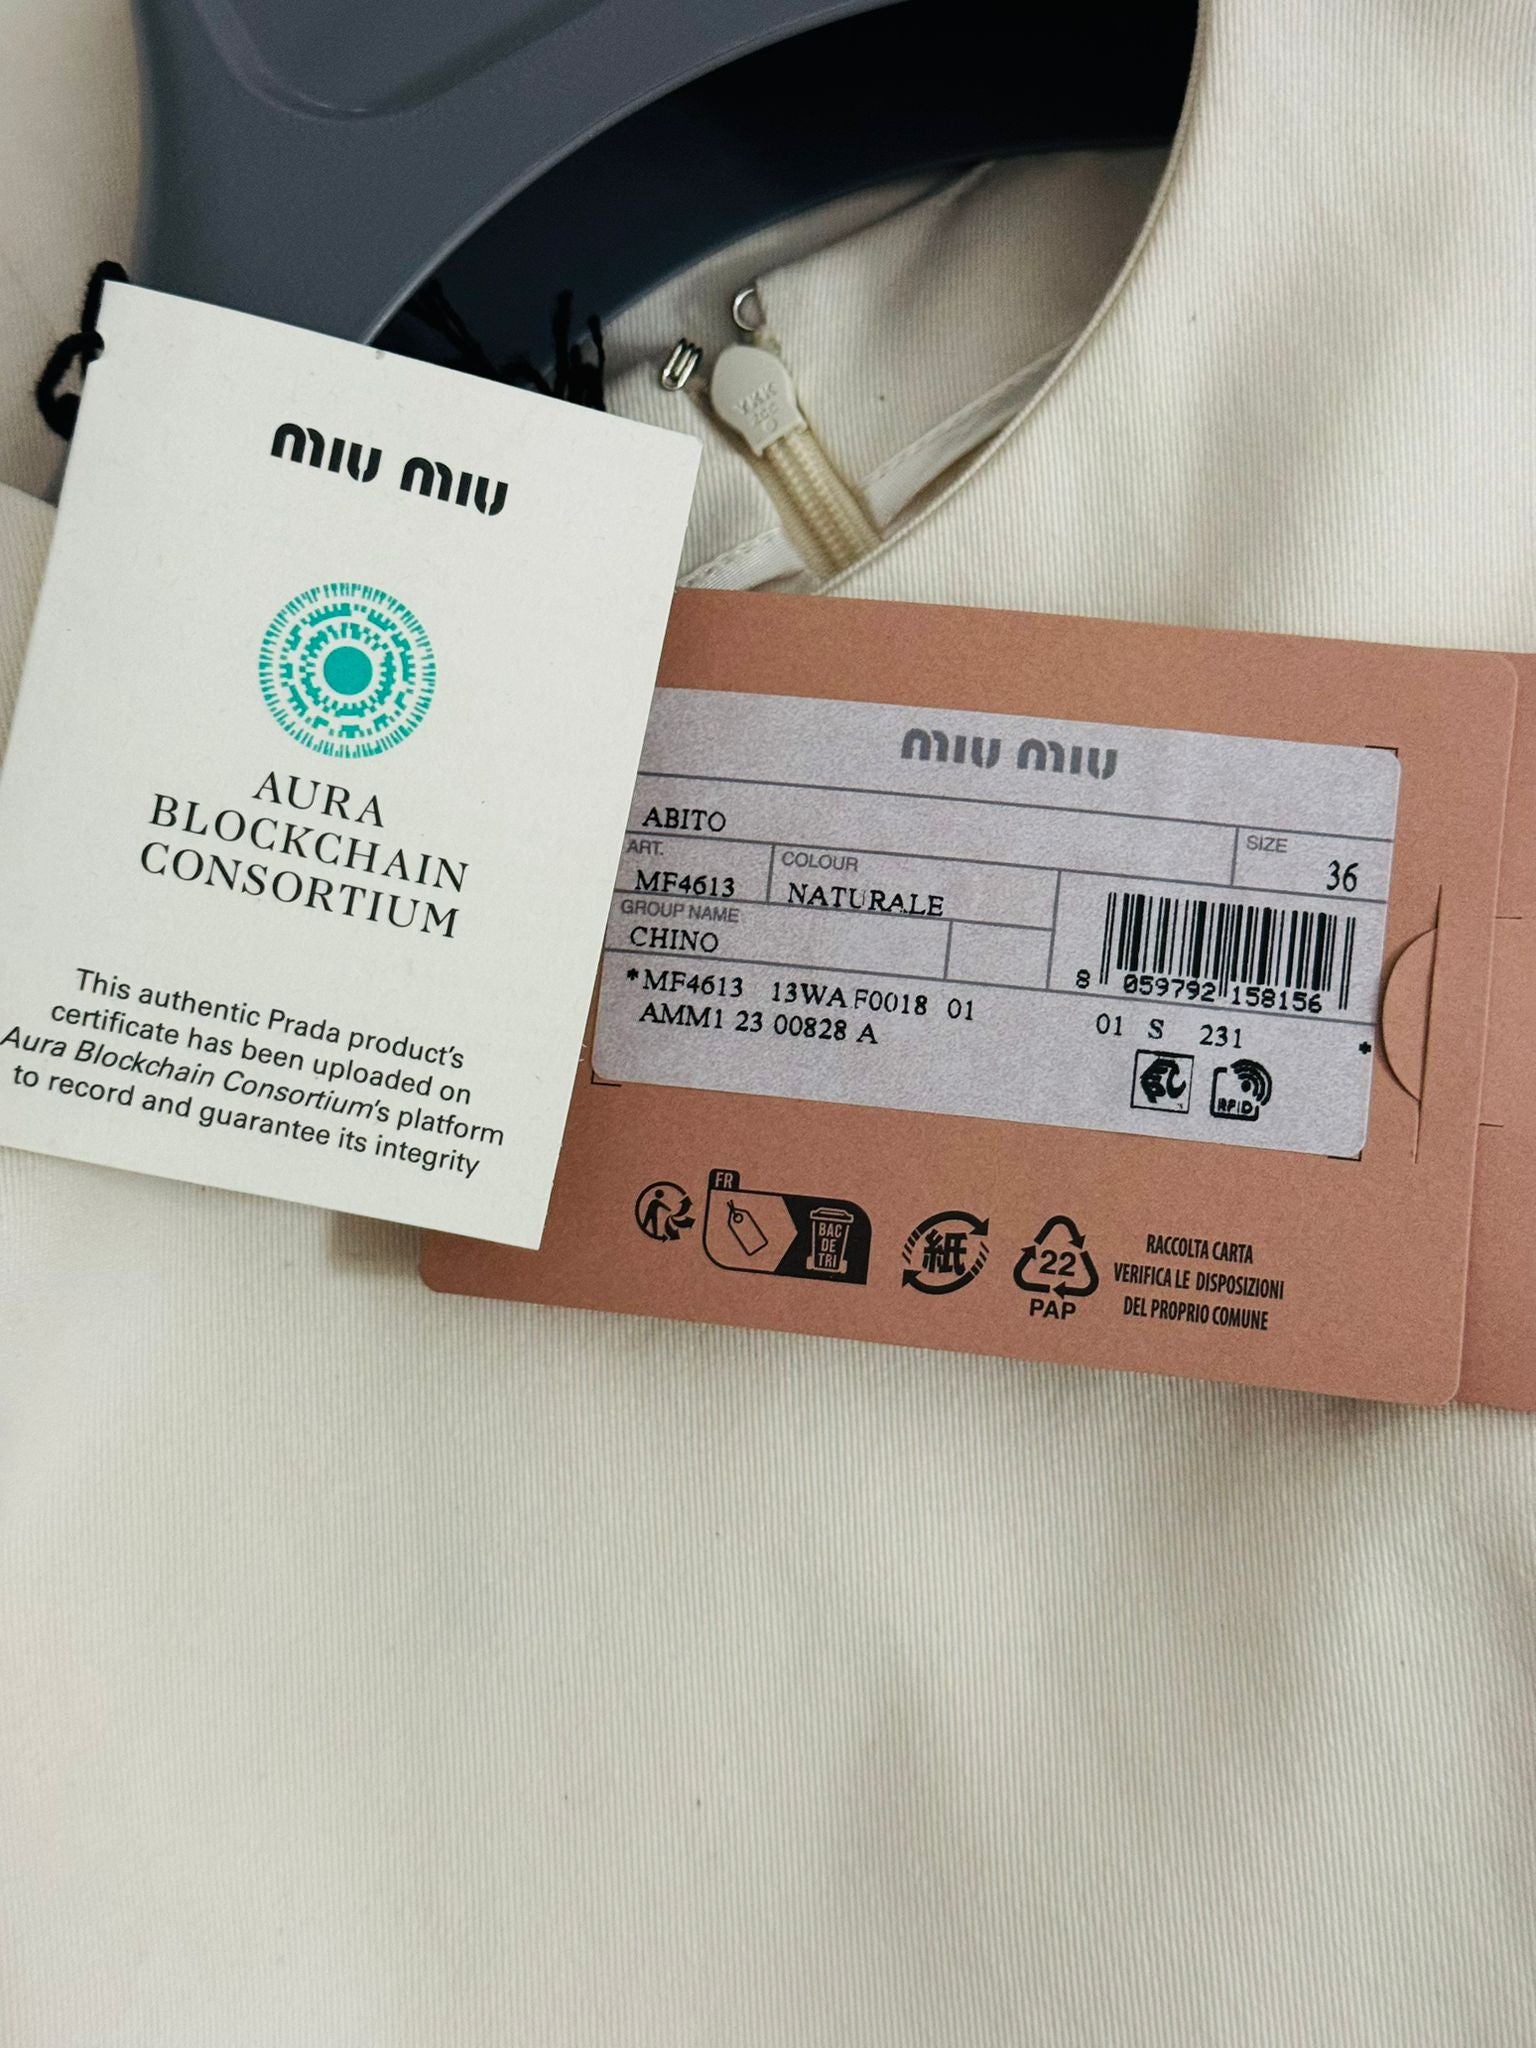 miu miu
AURA
BLOCKCHAIN
CONSORTIUM
This authentic Prada product's
certificate has been uploaded on
Aura Blockchain Consortium's platform
to record and guarantee its integrity
miu miu
ABITO
SIZE
36
ART.
MF4613
COLOUR
NATURALE
GROUP NAME
CHINO
8 059792 158156
*MF4613 13WA F0018 01
01 S 231 *
AMM1 23 00828 A
RFID
FR
BAC
DE
TRI
紙
22
PAP
RACCOLTA CARTA
VERIFICA LE DISPOSIZIONI
DEL PROPRIO COMUNE